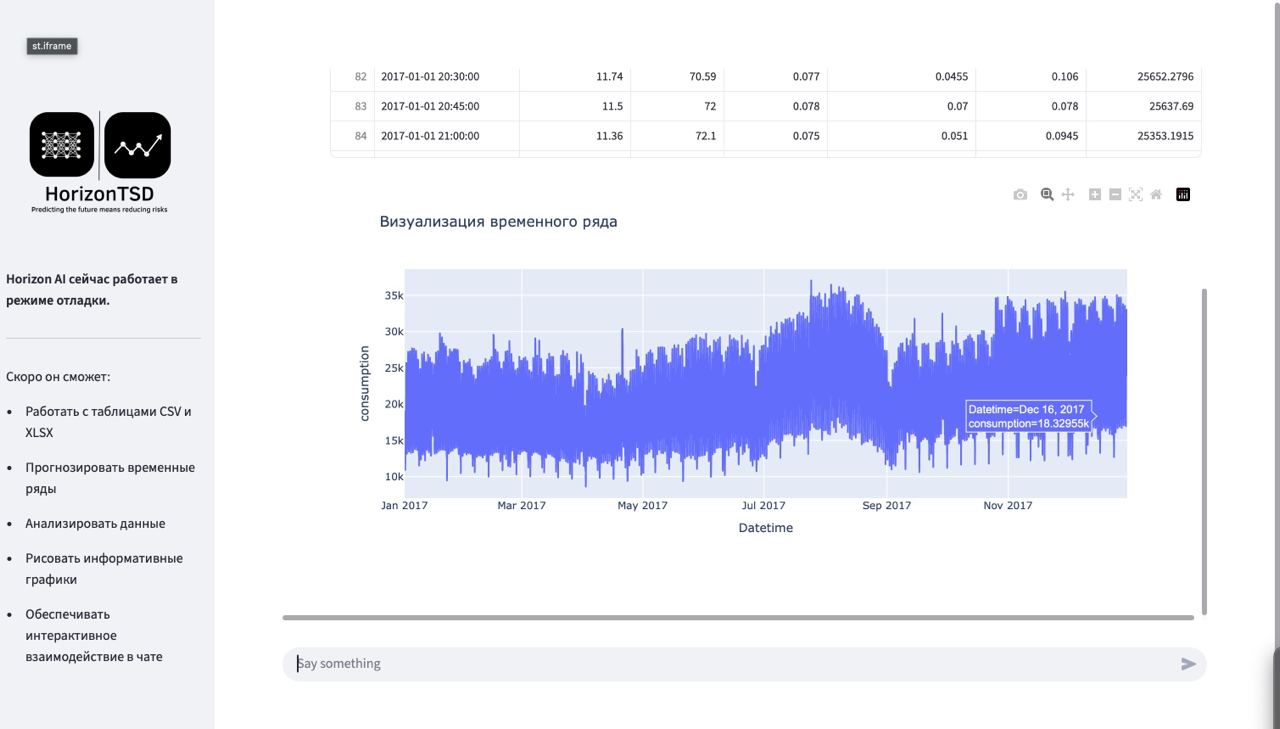 st.iframe
HorizonTSD
Predicting the future means reducing risks
Horizon AI сейчас работает в
режиме отладки.
Скоро он сможет:
• Работать с таблицами CSV и
XLSX
• Прогнозировать временные
ряды
• Анализировать данные
• Рисовать информативные
графики
• Обеспечивать
интерактивное
взаимодействие в чате
82 2017-01-01 20:30:00 11.74 70.59 0.077 0.0455 0.106 25652.2796
83 2017-01-01 20:45:00 11.5 72 0.078 0.07 0.078 25637.69
84 2017-01-01 21:00:00 11.36 72.1 0.075 0.051 0.0945 25353.1915
Визуализация временного ряда
consumption
35k
30k
25k
20k
15k
10k
Datetime=Dec 16, 2017
consumption=18.32955k
Jan 2017 Mar 2017 May 2017 Jul 2017 Sep 2017 Nov 2017
Datetime
Say something